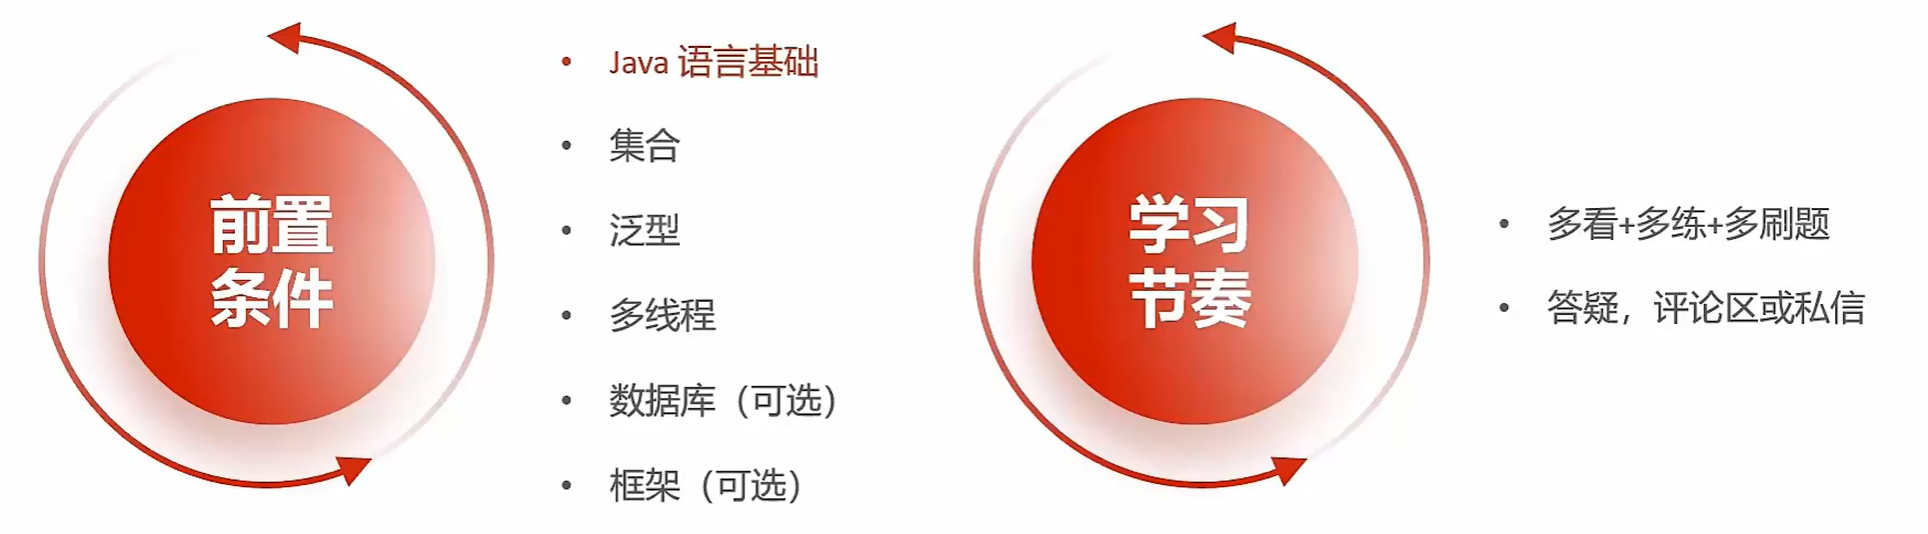 前置
条件
Java 语言基础
集合
泛型
多线程
数据库（可选）
框架（可选）
学习
节奏
多看+多练+多刷题
答疑，评论区或私信